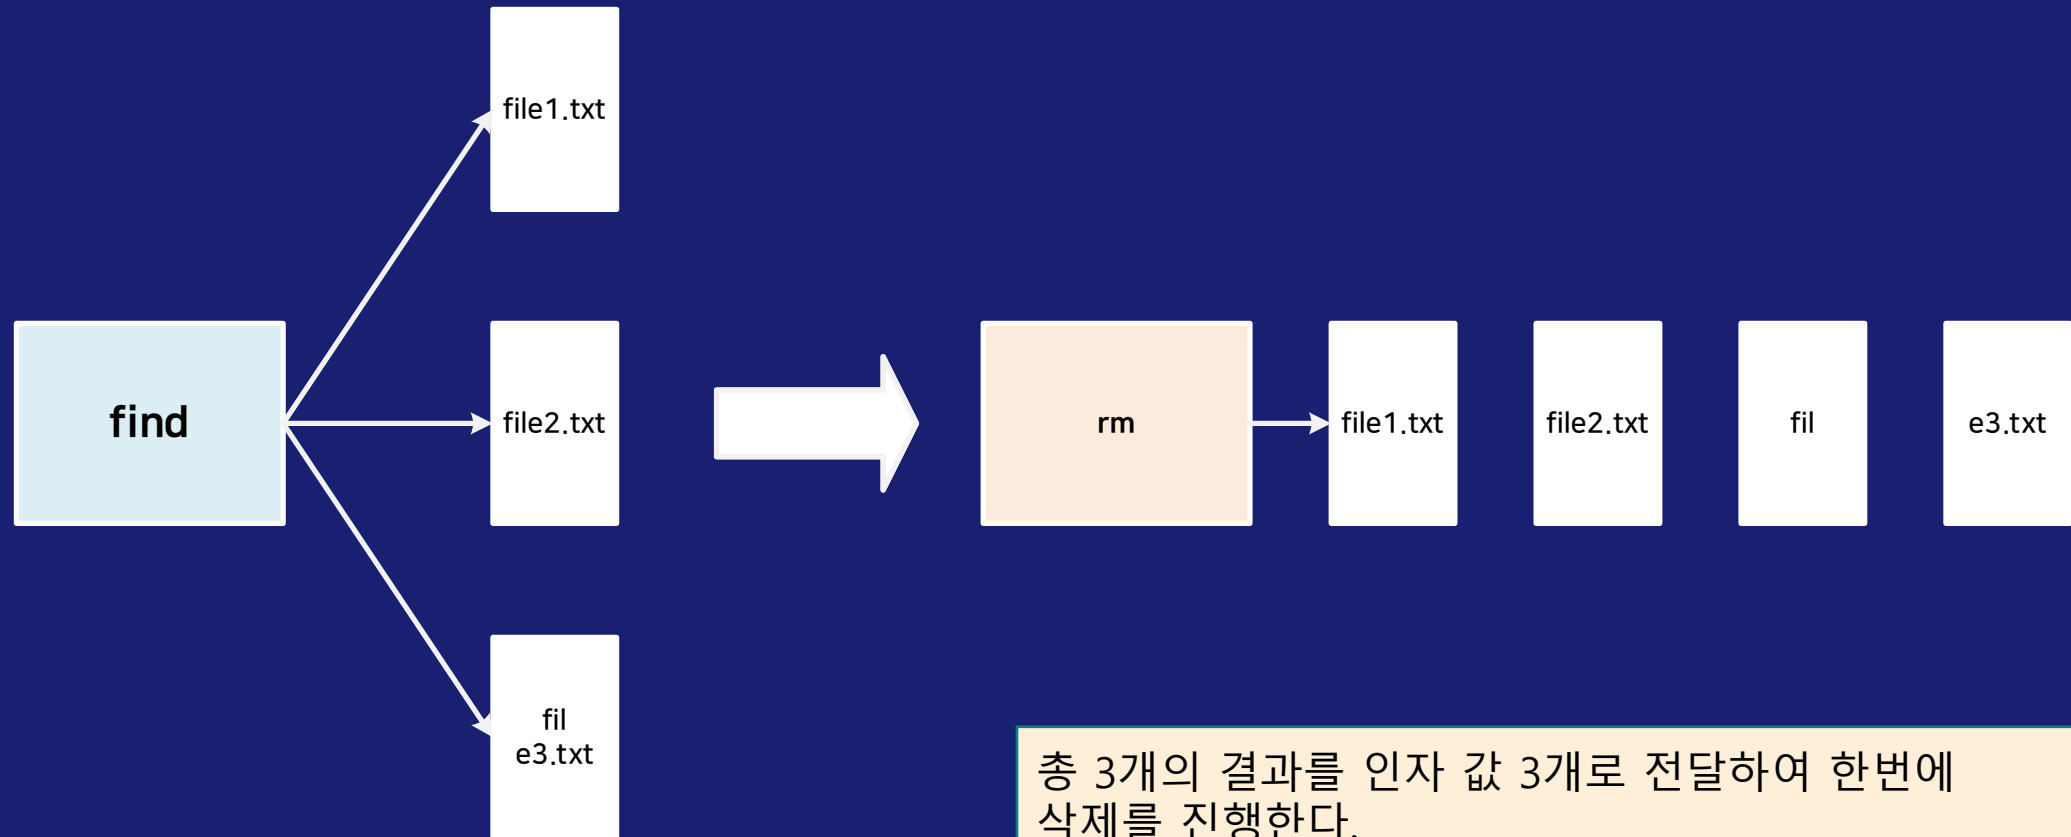 file1.txt
find
file2.txt
fil
e3.txt
rm
file1.txt
file2.txt
fil
e3.txt
총 3개의 결과를 인자 값 3개로 전달하여 한번에
삭제를 진행한다.